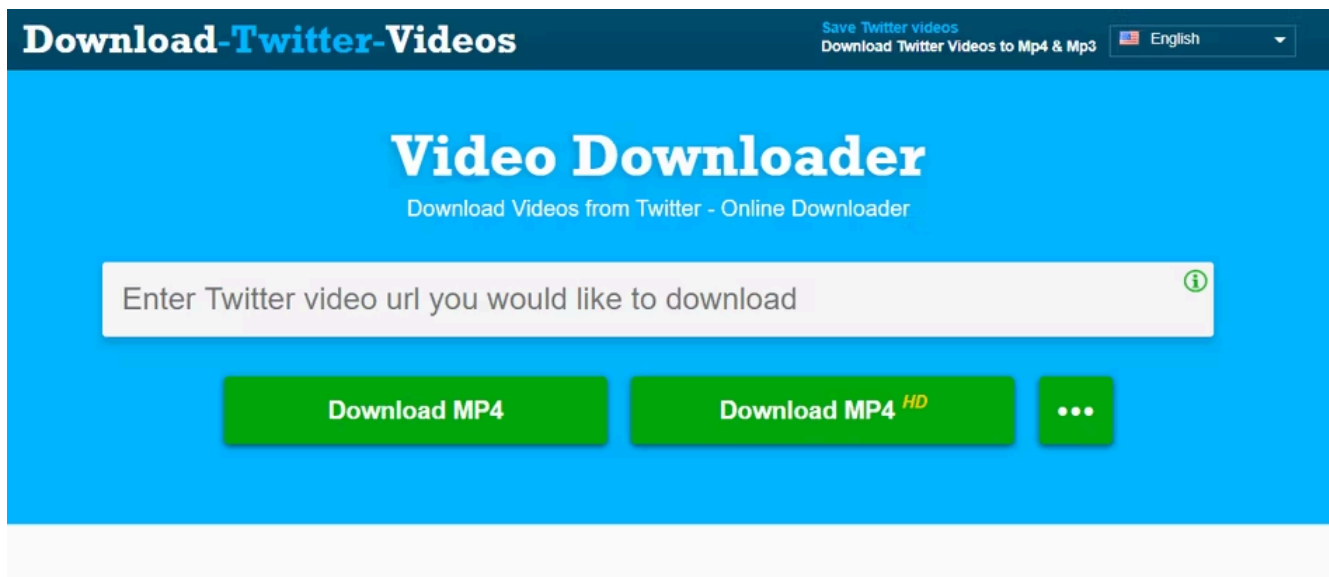 Download-Twitter-Videos
Save Twitter videos
Download Twitter Videos to Mp4 & Mp3
English
Video Downloader
Download Videos from Twitter - Online Downloader
Enter Twitter video url you would like to download
Download MP4
Download MP4 HD
•••